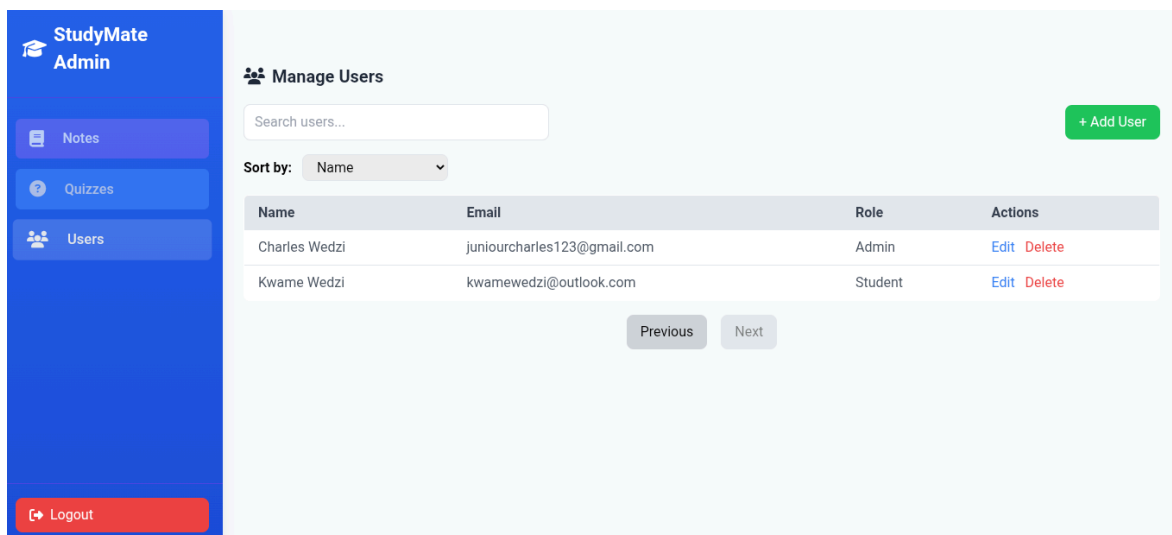 StudyMate
Admin
Notes
Quizzes
Users
Logout
Manage Users
Search users...
+ Add User
Sort by: Name
Name Email Role Actions
Charles Wedzi juniourcharles123@gmail.com Admin Edit Delete
Kwame Wedzi kwamewedzi@outlook.com Student Edit Delete
Previous Next